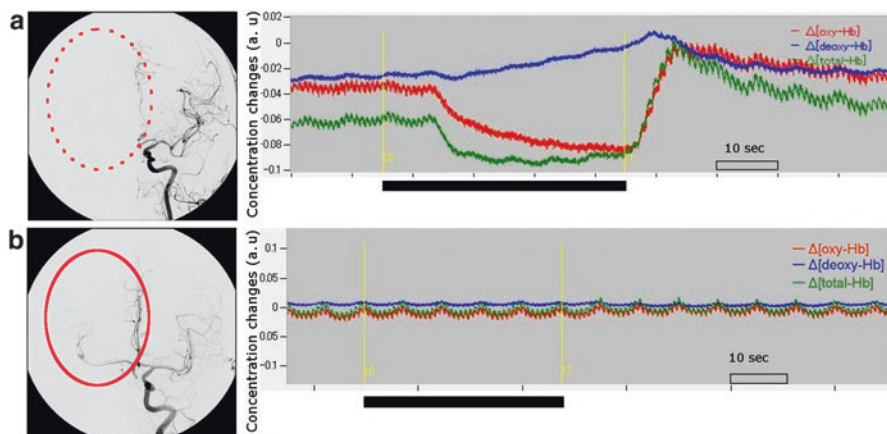 a
Concentration changes (a. u)
0.02
0
-0.02
-0.04
-0.06
-0.08
-0.1
Δ[oxy-Hb]
Δ[deoxy-Hb]
Δ[total-Hb]
10 sec
b
Concentration changes (a.u)
0.1
0.05
0
-0.05
-0.1
Δ[oxy-Hb]
Δ[deoxy-Hb]
Δ[total-Hb]
16
17
10 sec